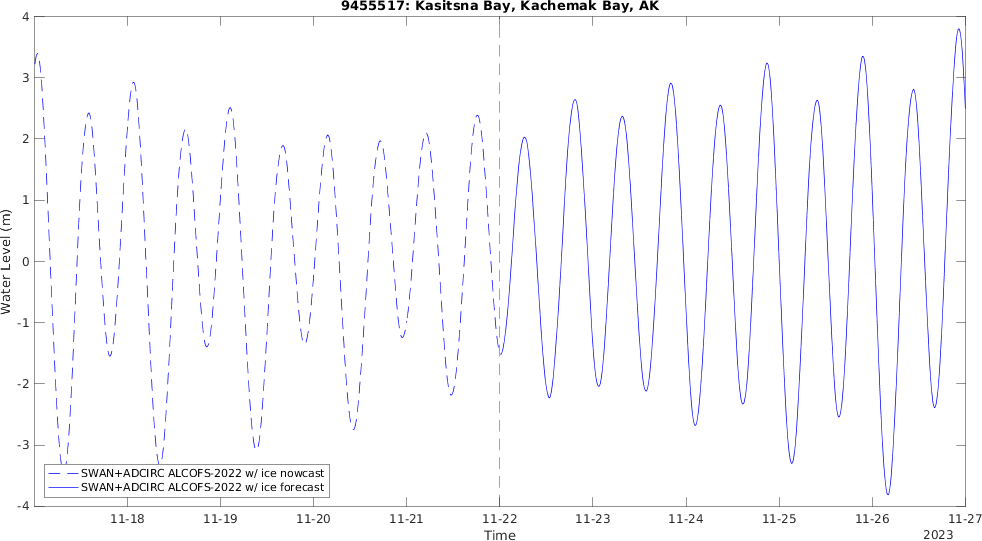 9455517: Kasitsna Bay, Kachemak Bay, AK
4
3
2
1
0
-1
-2
-3
-4
Water Level (m)
SWAN+ADCIRC ALCOFS-2022 w/ ice nowcast
SWAN+ADCIRC ALCOFS-2022 w/ ice forecast
11-18 11-19 11-20 11-21 11-22 11-23 11-24 11-25 11-26 11-27
Time
2023